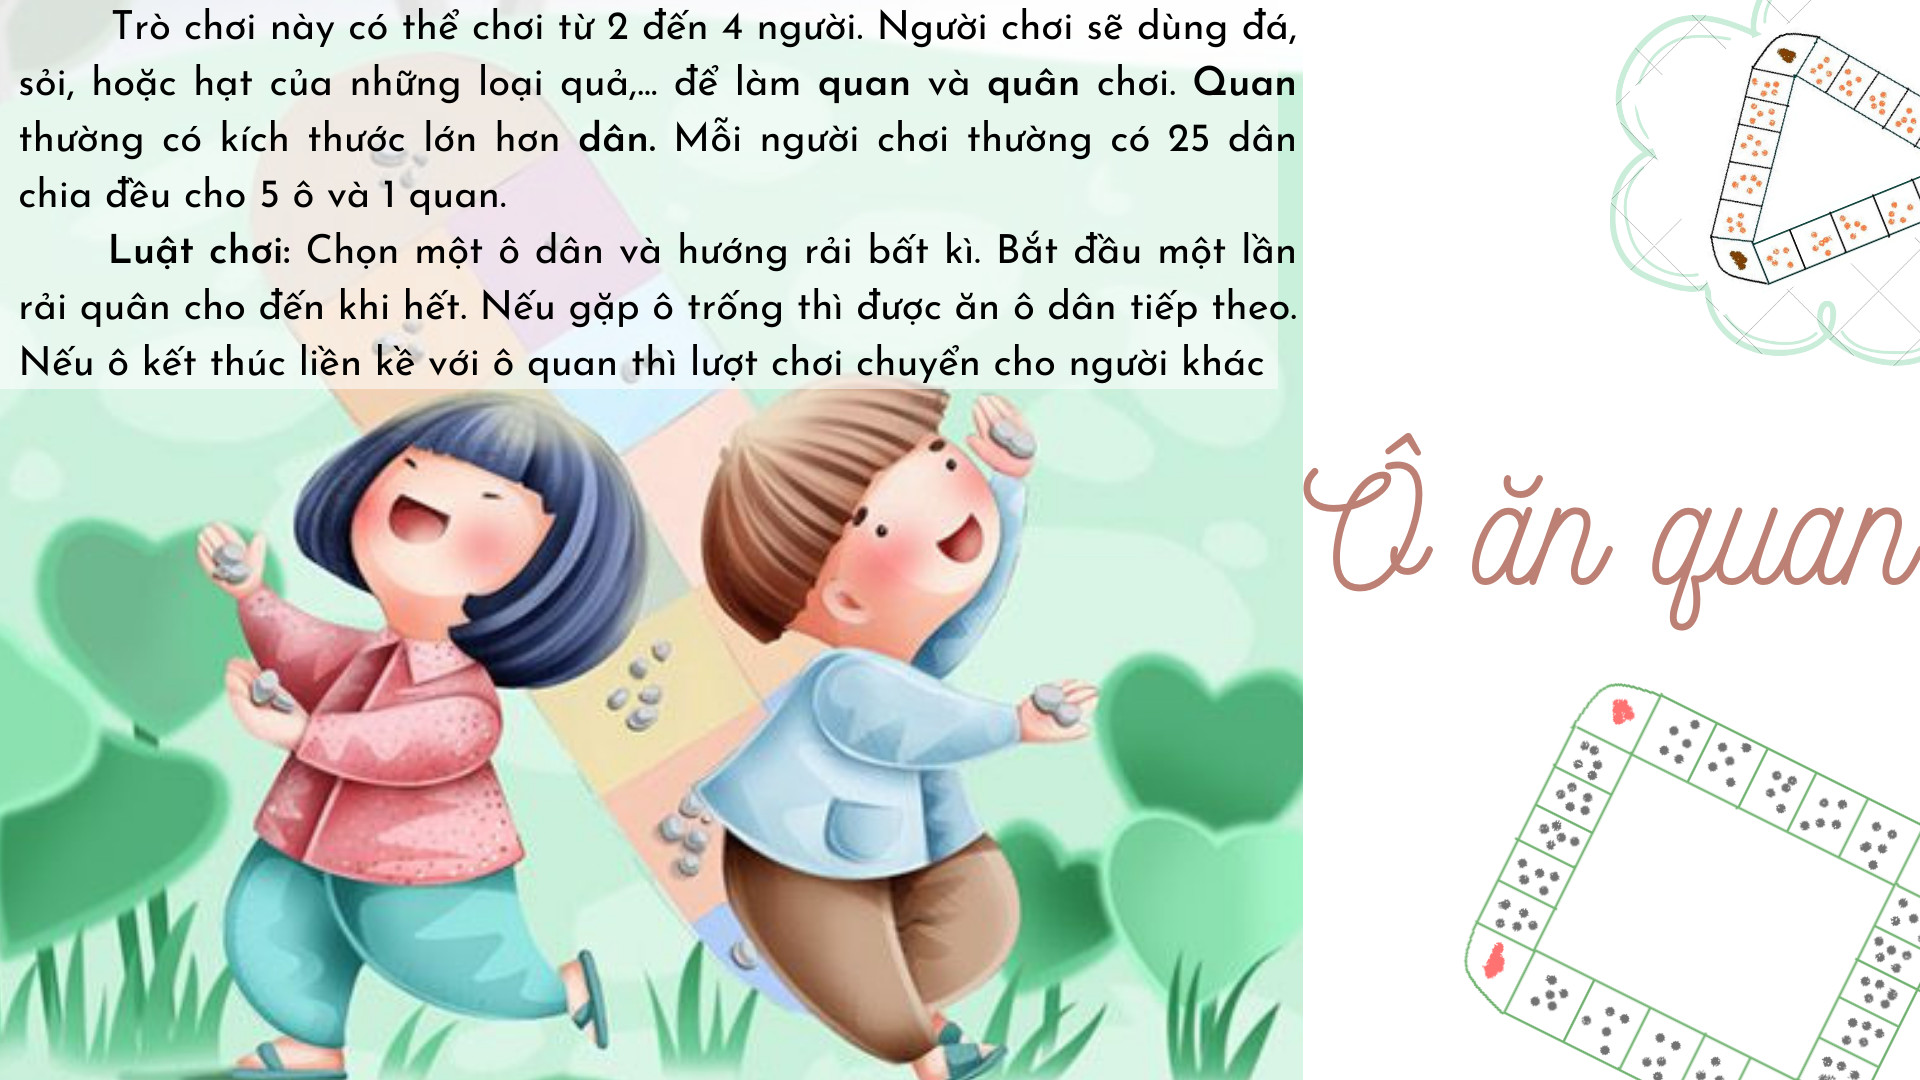 Trò chơi này có thể chơi từ 2 đến 4 người. Người chơi sẽ dùng đá,
sỏi, hoặc hạt của những loại quả,... để làm quan và quân chơi. Quan
thường có kích thước lớn hơn dân. Mỗi người chơi thường có 25 dân
chia đều cho 5 ô và 1 quan.
Luật chơi: Chọn một ô dân và hướng rải bất kì. Bắt đầu một lần
rải quân cho đến khi hết. Nếu gặp ô trống thì được ăn ô dân tiếp theo.
Nếu ô kết thúc liền kề với ô quan thì lượt chơi chuyển cho người khác
Ô ăn quan